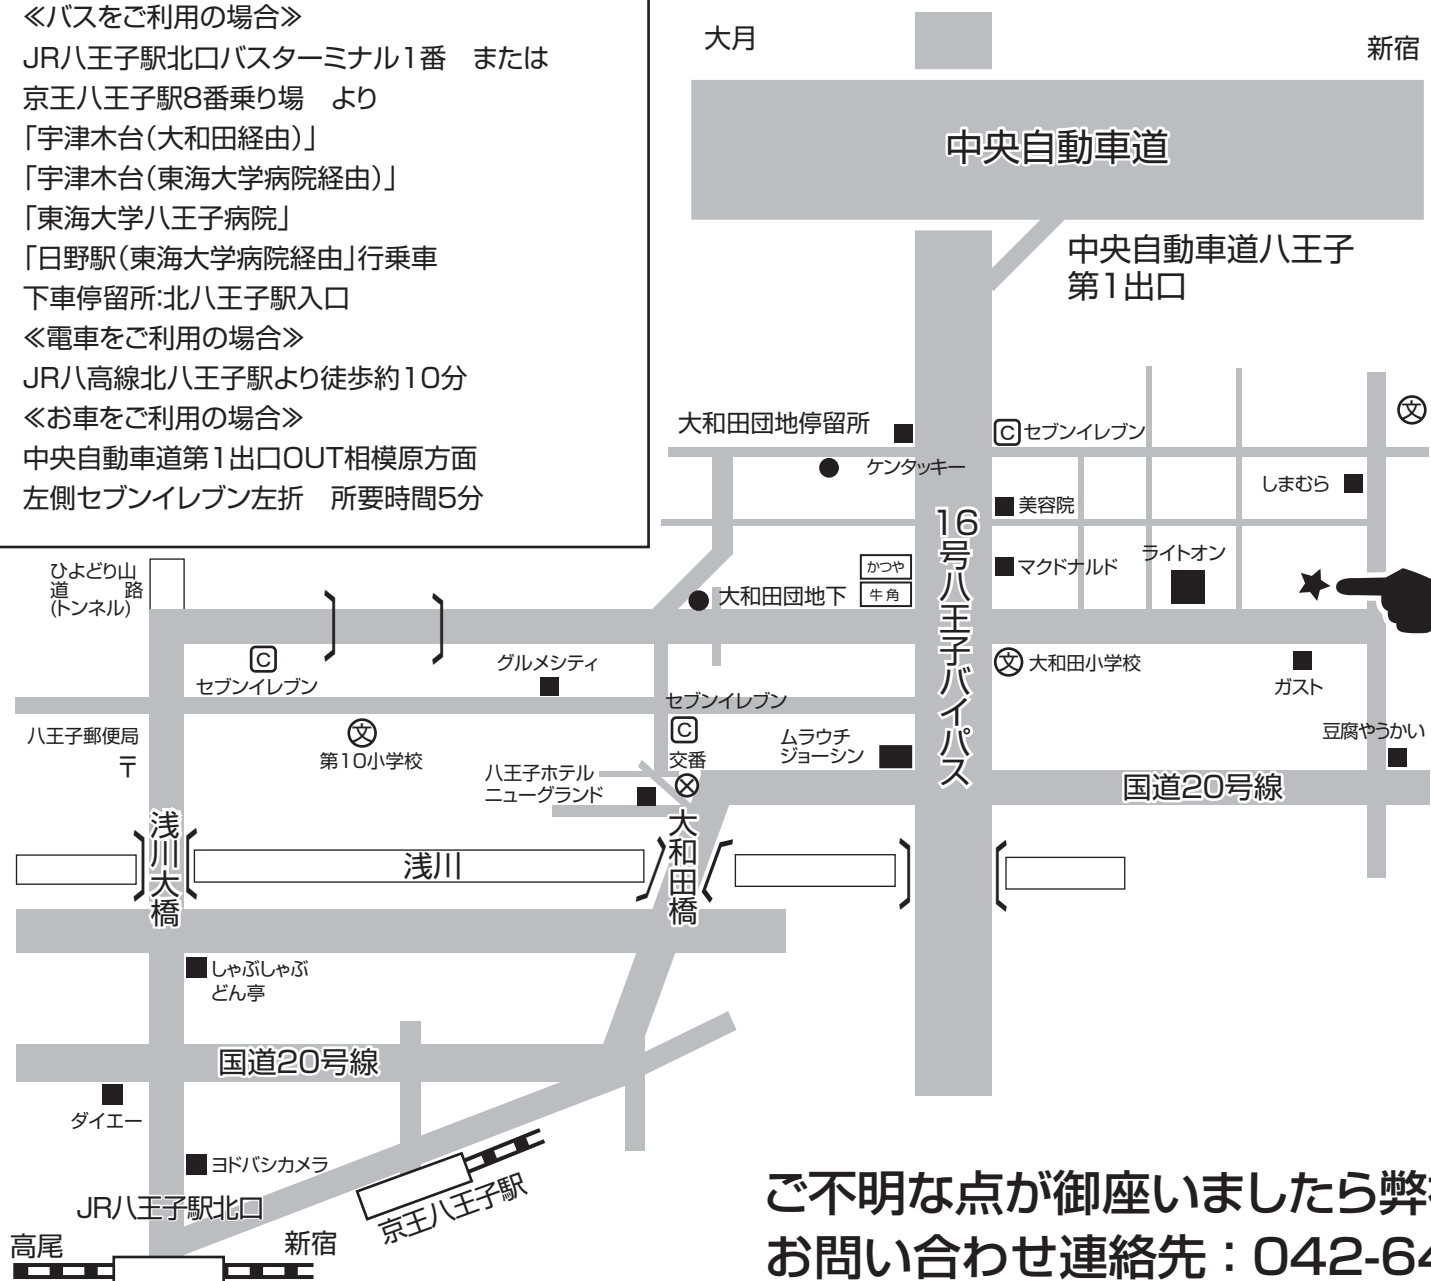 ≪バスをご利用の場合≫
JR八王子駅北口バスターミナル1番　または
京王八王子駅8番乗り場　より
「宇津木台(大和田経由)」
「宇津木台(東海大学病院経由)」
「東海大学八王子病院」
「日野駅(東海大学病院経由」行乗車
下車停留所:北八王子駅入口
≪電車をご利用の場合≫
JR八高線北八王子駅より徒歩約10分
≪お車をご利用の場合≫
中央自動車道第1出口OUT相模原方面
左側セブンイレブン左折　所要時間5分
大月
新宿
中央自動車道
中央自動車道八王子
第1出口
大和田団地停留所
C セブンイレブン
文
ケンタッキー
しまむら
美容院
16号八王子バイパス
かつや
牛角
マクドナルド
ライトオン
ひよどり山
道路
(トンネル)
大和田団地下
C
セブンイレブン
グルメシティ
文 大和田小学校
ガスト
セブンイレブン
C
交番
八王子郵便局
〒
文
第10小学校
ムラウチ
ジョーシン
豆腐やうかい
八王子ホテル
ニューグランド
国道20号線
浅川大橋
浅川
大和田橋
しゃぶしゃぶ
どん亭
国道20号線
ダイエー
ヨドバシカメラ
JR八王子駅北口
京王八王子駅
高尾
新宿
ご不明な点が御座いましたら弊
お問い合わせ連絡先：042-64